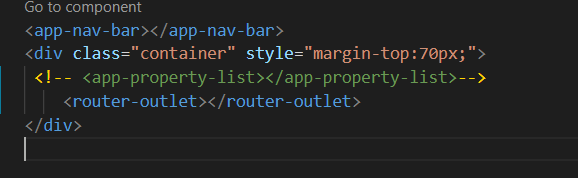 Go to component
<app-nav-bar></app-nav-bar>
<div class="container" style="margin-top:70px;">
<!-- <app-property-list></app-property-list>-->
<router-outlet></router-outlet>
</div>